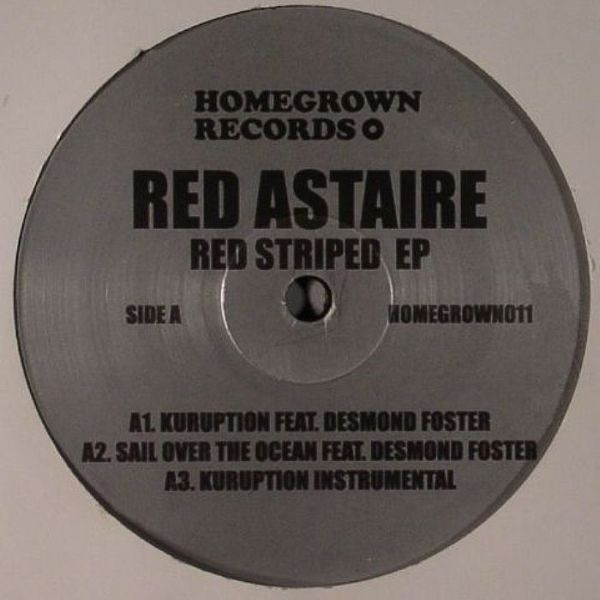 HOMEGROWN
RECORDS
RED ASTAIRE
RED STRIPED EP
SIDE A HOMEGROWN011
A1. KURUPTION FEAT. DESMOND FOSTER
A2. SAIL OVER THE OCEAN FEAT. DESMOND FOSTER
A3. KURUPTION INSTRUMENTAL